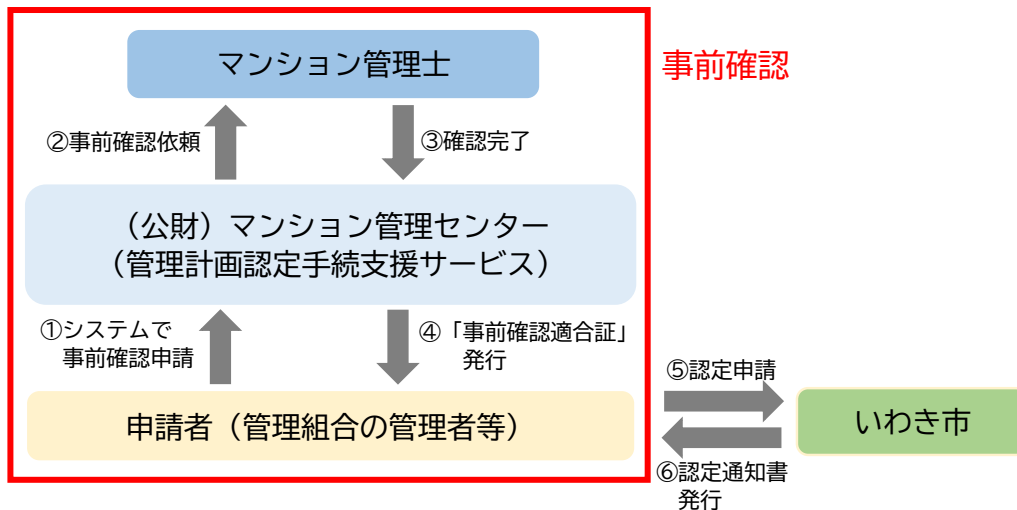 マンション管理士
事前確認
②事前確認依頼
③確認完了
（公財）マンション管理センター
（管理計画認定手続支援サービス）
①システムで
事前確認申請
④「事前確認適合証」
発行
⑤認定申請
申請者（管理組合の管理者等）
いわき市
⑥認定通知書
発行